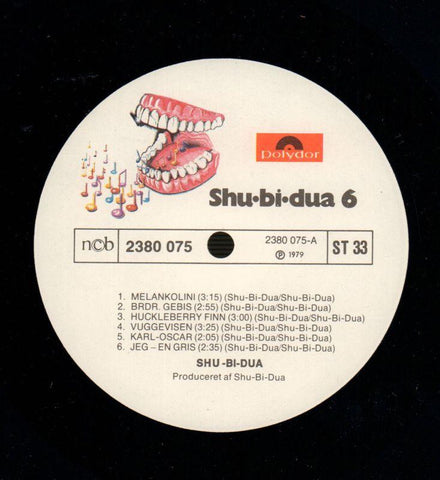 polydor
Shu·bi·dua 6
ncb 2380 075 2380 075-A ST 33
Ⓟ 1979
1. MELANKOLINI (3:15) (Shu-Bi-Dua/Shu-Bi-Dua)
2. BRDR. GEBIS (2:55) (Shu-Bi-Dua/Shu-Bi-Dua)
3. HUCKLEBERRY FINN (3:00) (Shu-Bi-Dua/Shu-Bi-Dua)
4. VUGGEVISEN (3:25) (Shu-Bi-Dua/Shu-Bi-Dua)
5. KARL-OSCAR (2:05) (Shu-Bi-Dua/Shu-Bi-Dua)
6. JEG – EN GRIS (2:35) (Shu-Bi-Dua/Shu-Bi-Dua)
SHU-BI-DUA
Produceret af Shu-Bi-Dua